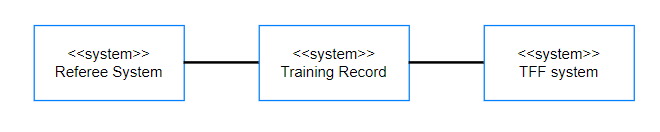 <<system>>
Referee System
<<system>>
Training Record
<<system>>
TFF system